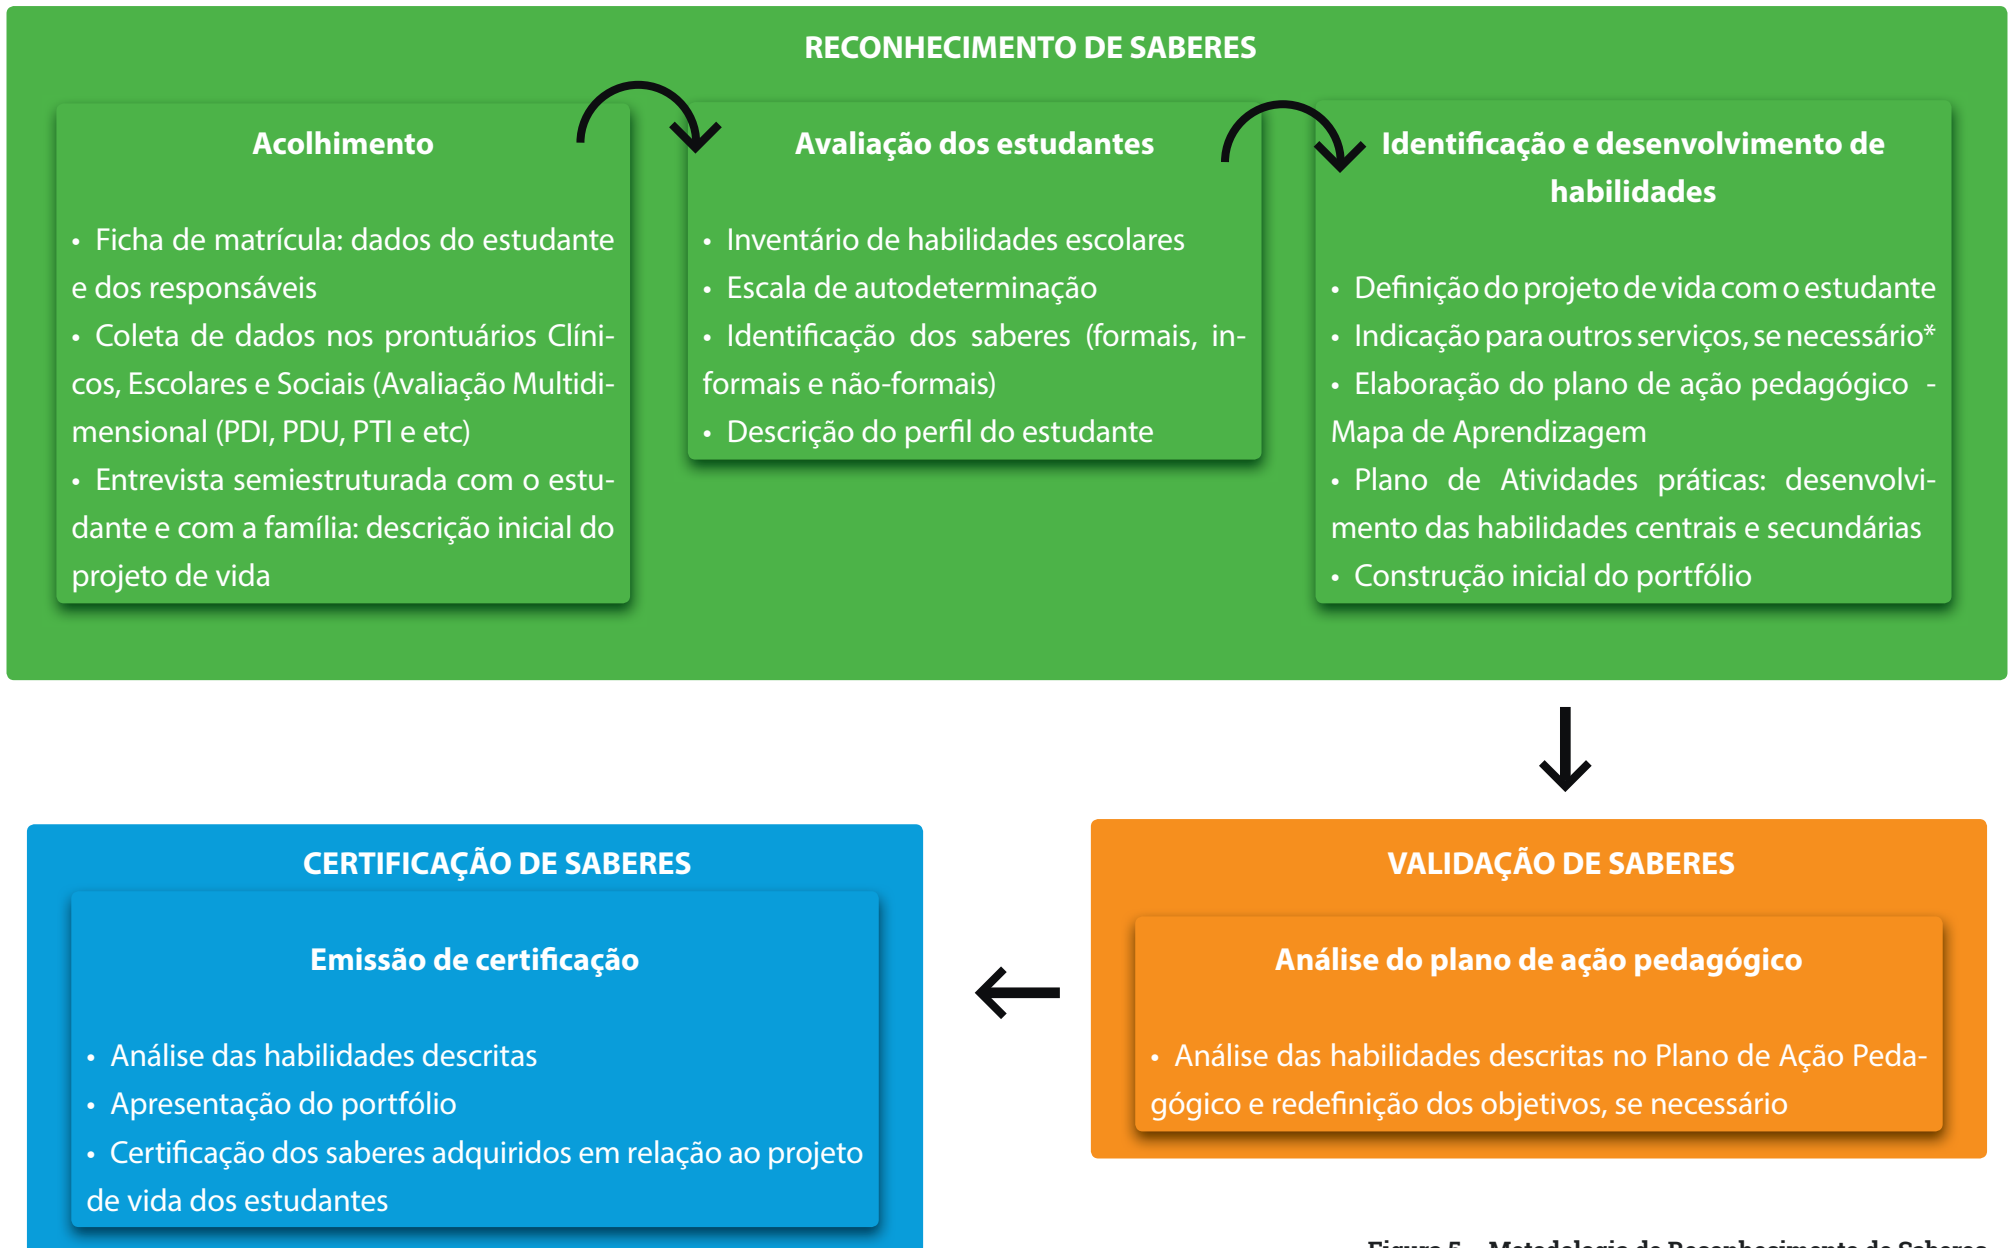 RECONHECIMENTO DE SABERES
Acolhimento
• Ficha de matrícula: dados do estudante
e dos responsáveis
• Coleta de dados nos prontuários Clíni-
cos, Escolares e Sociais (Avaliação Multidi-
mensional (PDI, PDU, PTI e etc)
• Entrevista semiestruturada com o estu-
dante e com a família: descrição inicial do
projeto de vida
Avaliação dos estudantes
• Inventário de habilidades escolares
• Escala de autodeterminação
• Identificação dos saberes (formais, in-
formais e não-formais)
• Descrição do perfil do estudante
Identificação e desenvolvimento de
habilidades
• Definição do projeto de vida com o estudante
• Indicação para outros serviços, se necessário*
• Elaboração do plano de ação pedagógico -
Mapa de Aprendizagem
• Plano de Atividades práticas: desenvolvi-
mento das habilidades centrais e secundárias
• Construção inicial do portfólio
VALIDAÇÃO DE SABERES
Análise do plano de ação pedagógico
• Análise das habilidades descritas no Plano de Ação Peda-
gógico e redefinição dos objetivos, se necessário
CERTIFICAÇÃO DE SABERES
Emissão de certificação
• Análise das habilidades descritas
• Apresentação do portfólio
• Certificação dos saberes adquiridos em relação ao projeto
de vida dos estudantes
Figura 5 – Metodologia de Reconhecimento de Saberes